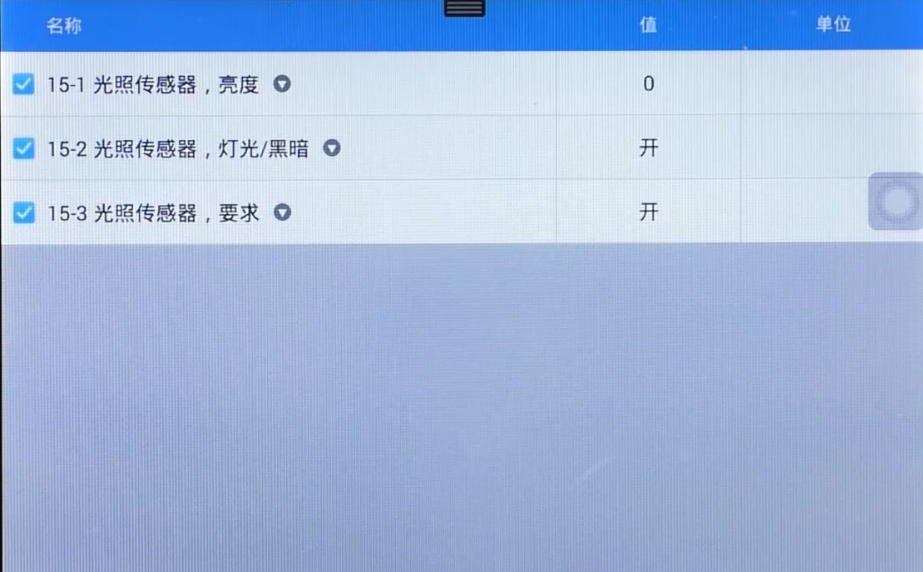 名称 值 单位
15-1 光照传感器，亮度 0
15-2 光照传感器，灯光/黑暗 开
15-3 光照传感器，要求 开